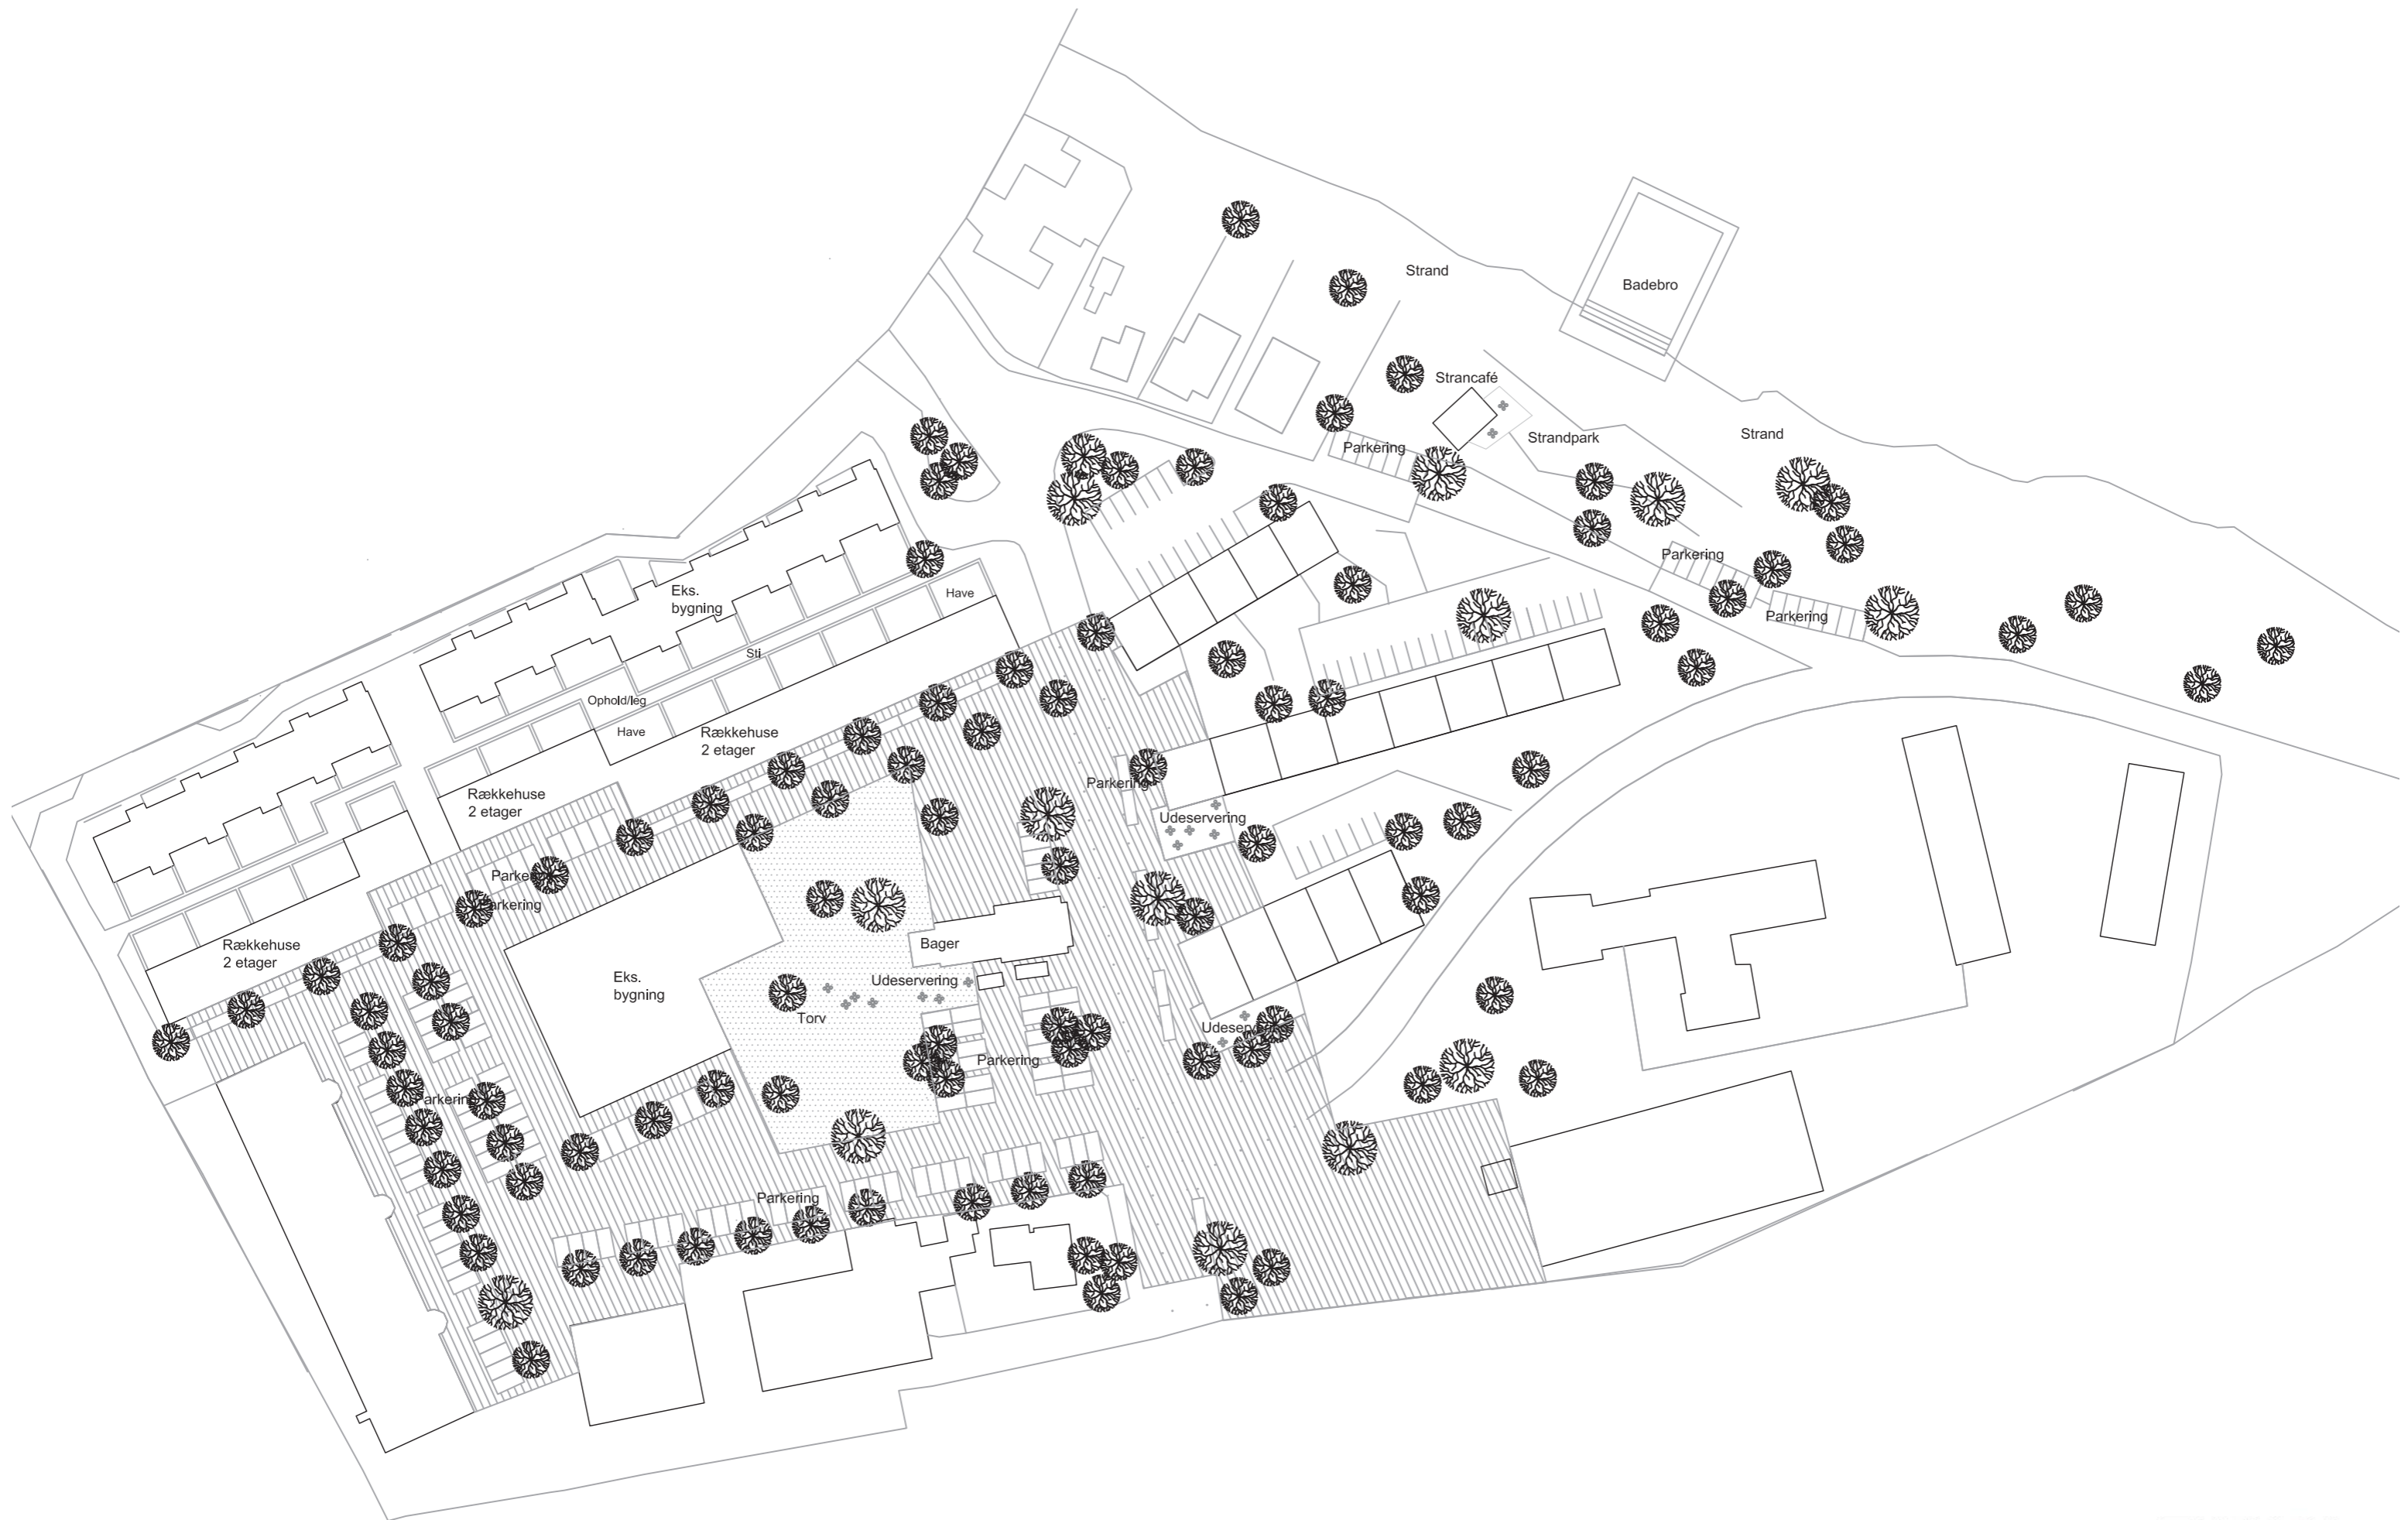 Strand
Badebro
Strancafé
Strand
Strandpark
Parkering
Parkering
Parkering
Eks.
bygning
Have
Sti
Ophold/leg
Have
Rækkehuse
2 etager
Rækkehuse
2 etager
Parkering
Udeservering
Parkering
Parkering
Rækkehuse
2 etager
Bager
Eks.
bygning
Udeservering
Torv
Udeservering
Parkering
Parkering
Parkering